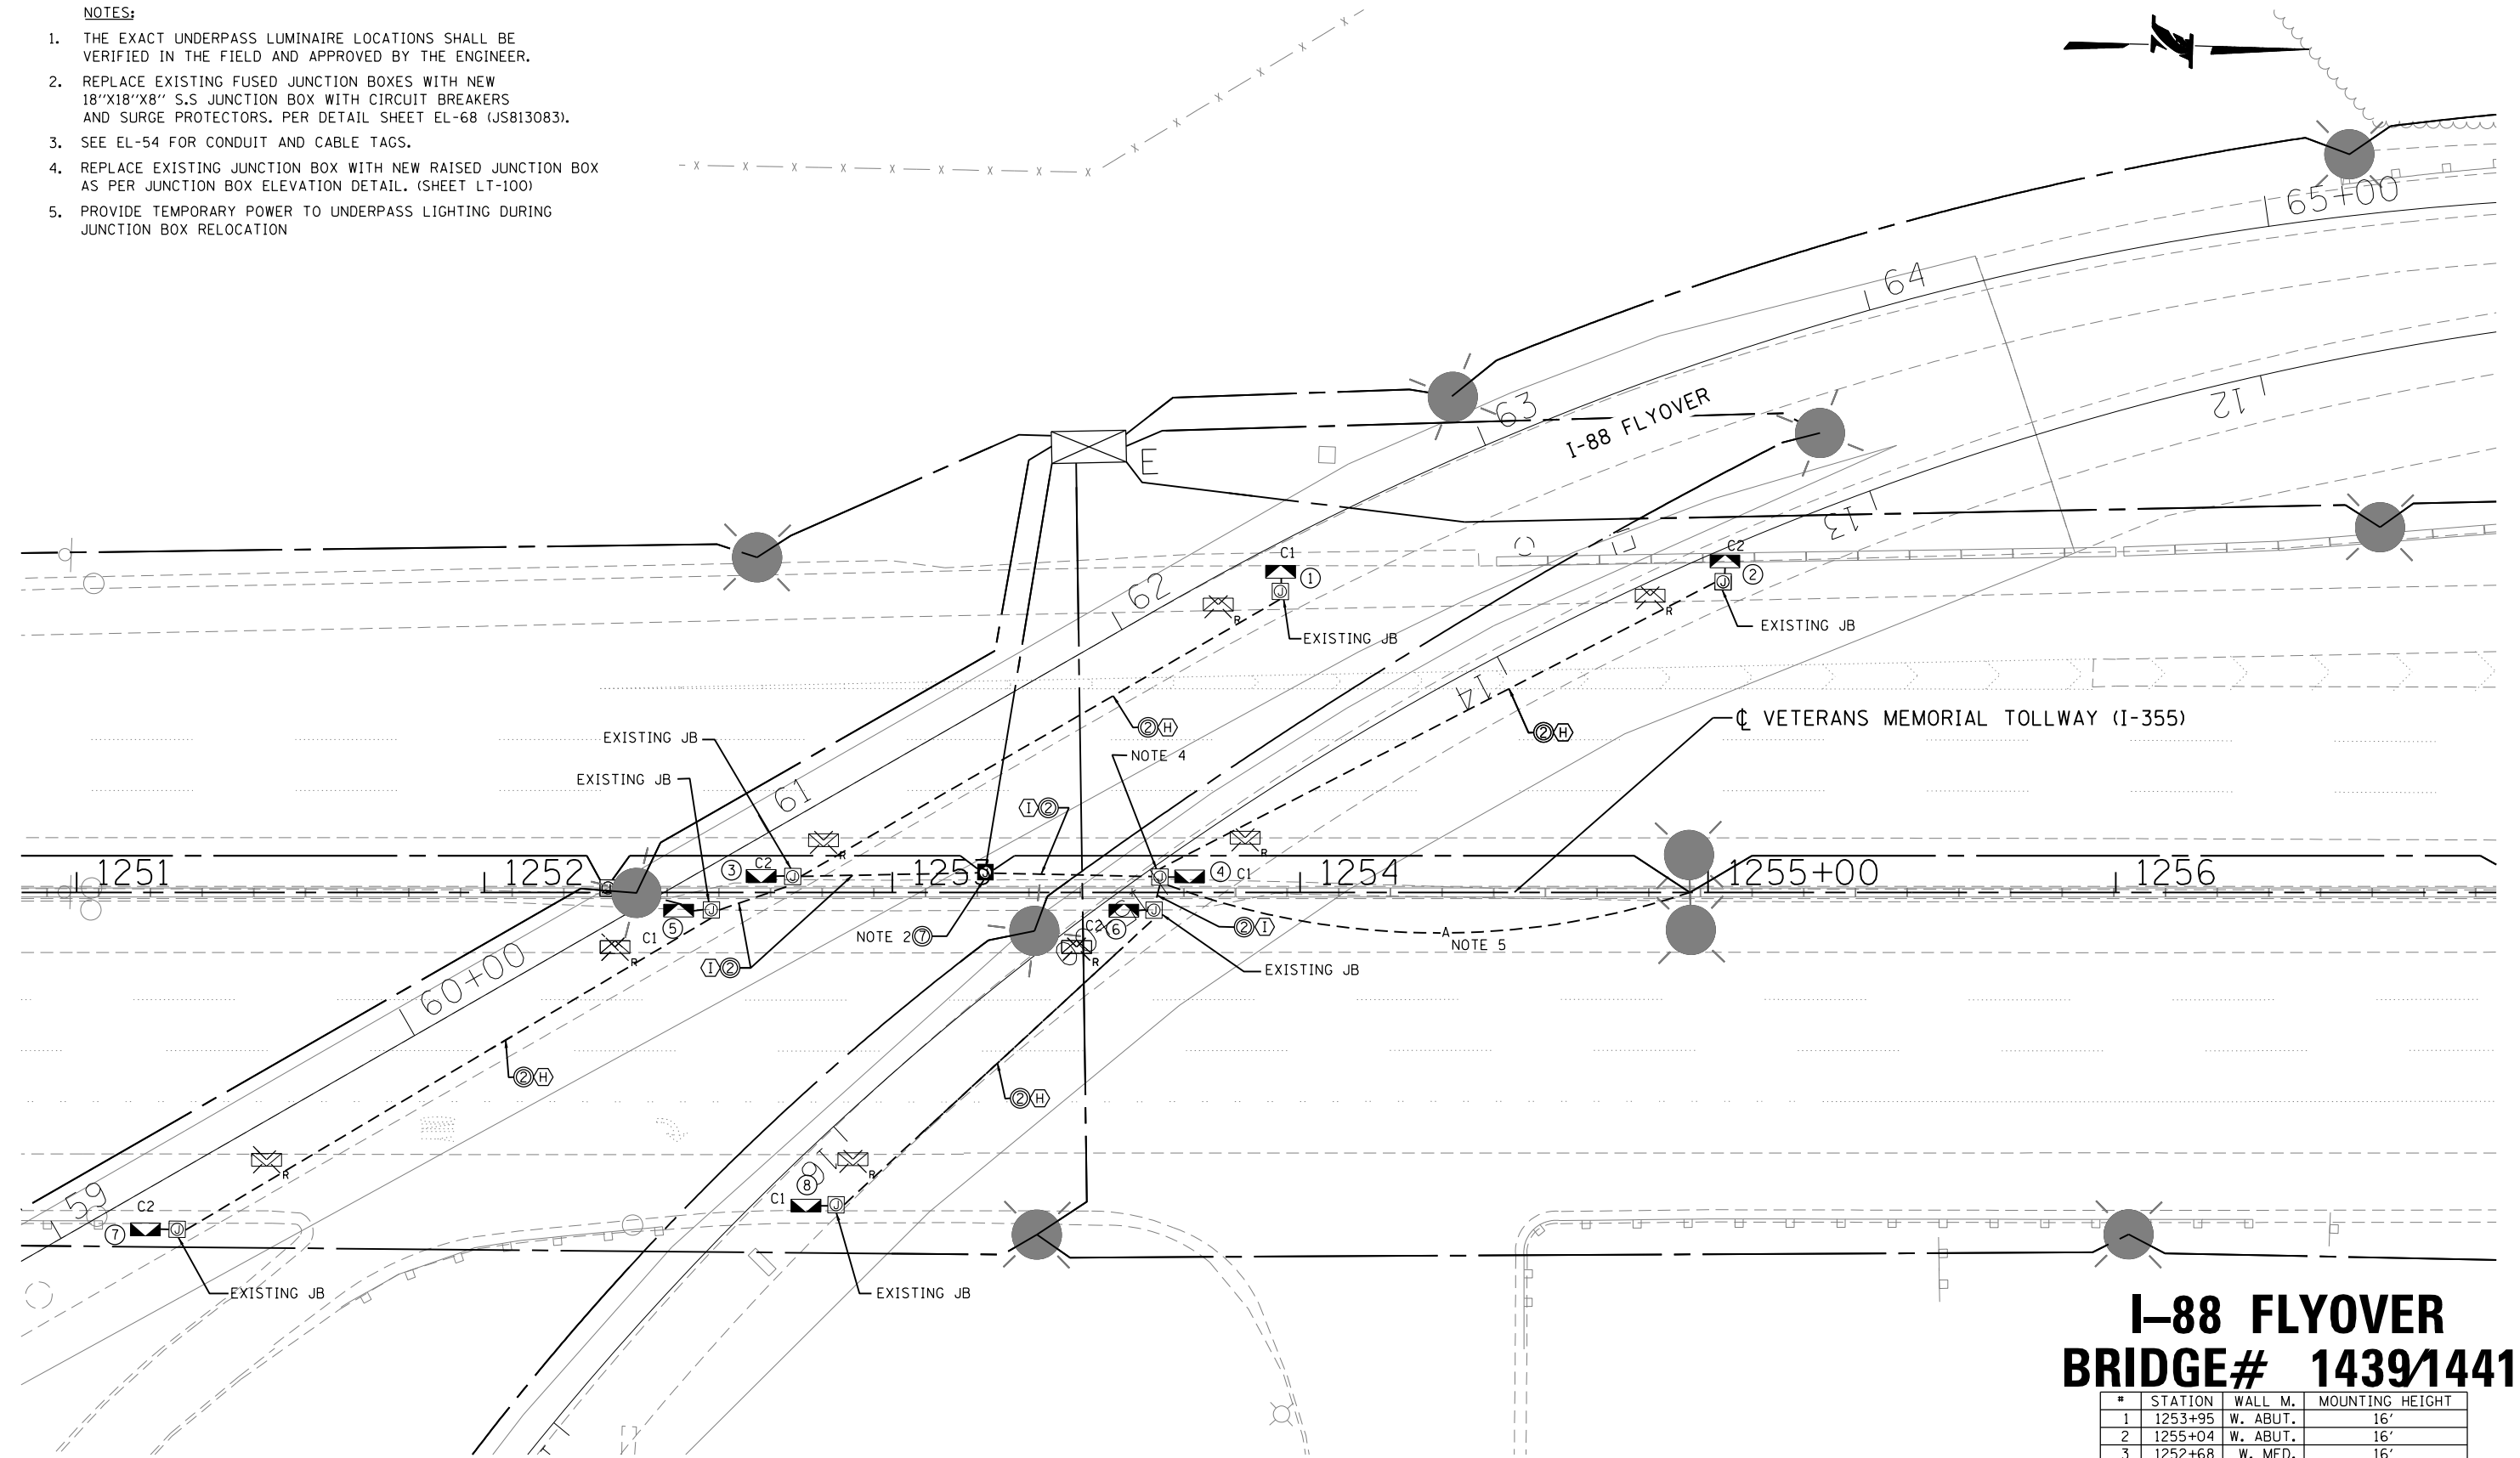 NOTES:
1. THE EXACT UNDERPASS LUMINAIRE LOCATIONS SHALL BE
VERIFIED IN THE FIELD AND APPROVED BY THE ENGINEER.
2. REPLACE EXISTING FUSED JUNCTION BOXES WITH NEW
18''X18''X8'' S.S JUNCTION BOX WITH CIRCUIT BREAKERS
AND SURGE PROTECTORS. PER DETAIL SHEET EL-68 (JS813083).
3. SEE EL-54 FOR CONDUIT AND CABLE TAGS.
4. REPLACE EXISTING JUNCTION BOX WITH NEW RAISED JUNCTION BOX
AS PER JUNCTION BOX ELEVATION DETAIL. (SHEET LT-100)
5. PROVIDE TEMPORARY POWER TO UNDERPASS LIGHTING DURING
JUNCTION BOX RELOCATION
65+00
64
63
I-88 FLYOVER
12
E
13
C1
1
J
C2
2
J
62
R
R
EXISTING JB
EXISTING JB
14
2 H
2 H
℄ VETERANS MEMORIAL TOLLWAY (I-355)
EXISTING JB
NOTE 4
EXISTING JB
61
I 2
R
R
1251
1252
3
C2
J
1253
J
4
C1
1254
1255+00
1256
J
5
C1
J
C2
6
J
NOTE 2 7
2 I
A
NOTE 5
R
R
I 2
EXISTING JB
60+00
2 H
2 H
R
R
59
C2
7
J
16
8
C1
J
EXISTING JB
EXISTING JB
I-88 FLYOVER
BRIDGE# 1439/1441
# STATION WALL M. MOUNTING HEIGHT
1 1253+95 W. ABUT. 16'
2 1255+04 W. ABUT. 16'
3 1252+68 W. MED. 16'